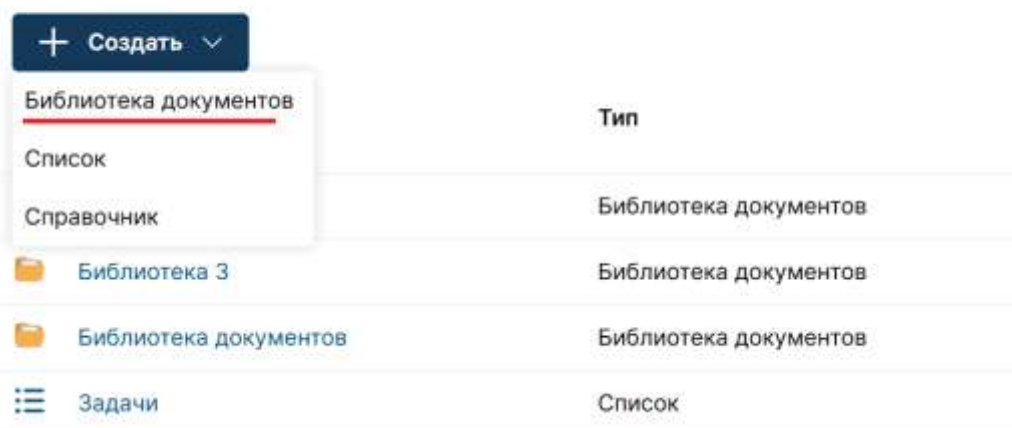 Создать
Библиотека документов
Тип
Список
Справочник
Библиотека документов
Библиотека 3 Библиотека документов
Библиотека документов Библиотека документов
Задачи Список